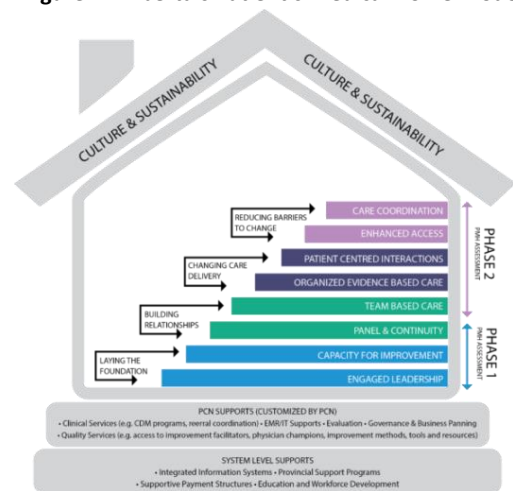 CULTURE & SUSTAINABILITY
CULTURE & SUSTAINABILITY
REDUCING BARRIERS
TO CHANGE
CARE COORDINATION
ENHANCED ACCESS
CHANGING CARE
DELIVERY
PATIENT CENTRED INTERACTIONS
ORGANIZED EVIDENCE BASED CARE
BUILDING
RELATIONSHIPS
TEAM BASED CARE
PANEL & CONTINUITY
LAYING THE
FOUNDATION
CAPACITY FOR IMPROVEMENT
ENGAGED LEADERSHIP
PHASE 2
PMH ASSESSMENT
PHASE 1
PMH ASSESSMENT
PCN SUPPORTS (CUSTOMIZED BY PCN)
• Clinical Services (e.g. CDM programs, reerral coordination) • EMR/IT Supports • Evaluation • Governance & Business Panning
• Quality Services (e.g. access to improvement facilitators, physician champions, improvement methods, tools and resources)
SYSTEM LEVEL SUPPORTS
• Integrated Information Systems • Provincial Support Programs
• Supportive Payment Structures • Education and Workforce Development